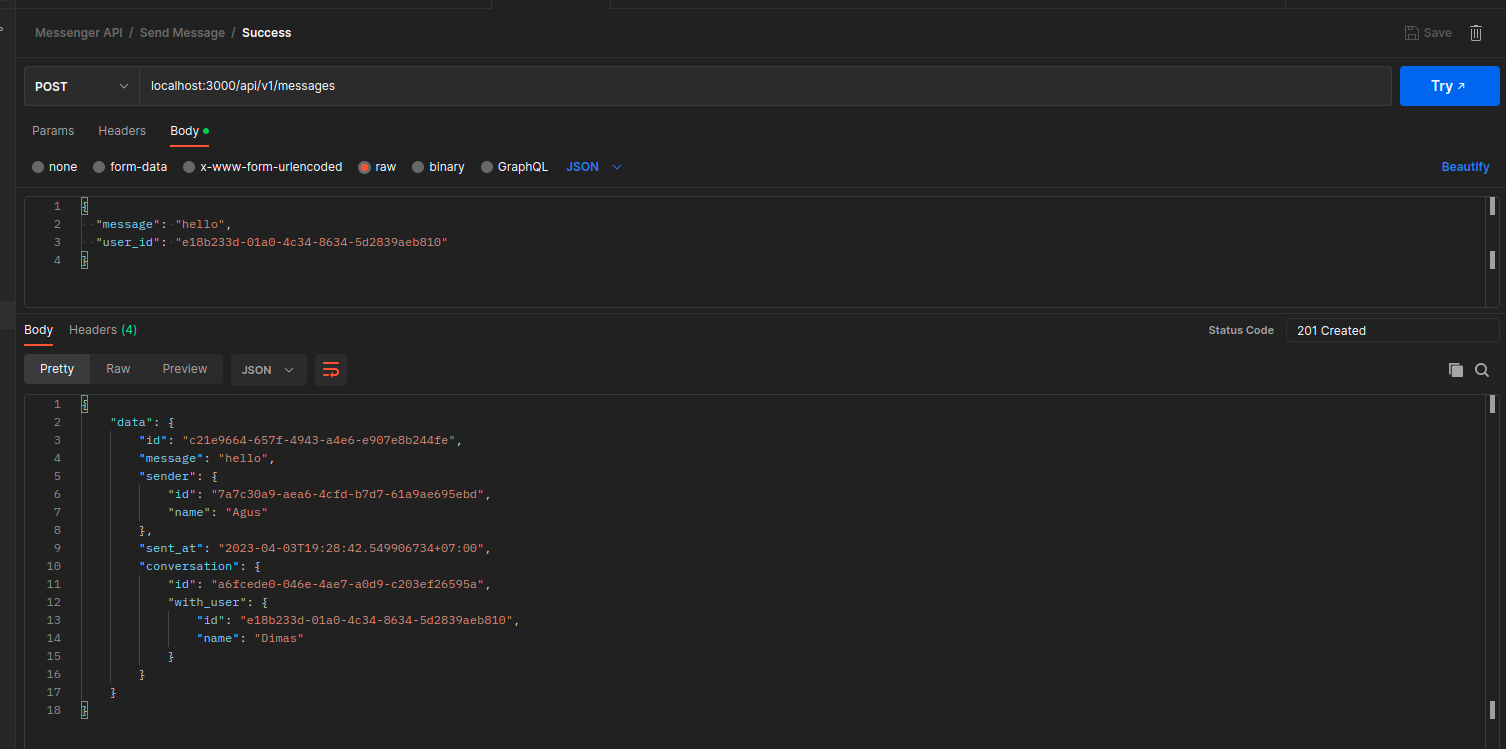 Messenger API / Send Message / Success
Save
POST
localhost:3000/api/v1/messages
Try
Params Headers Body
none form-data x-www-form-urlencoded raw binary GraphQL JSON
Beautify
1 {
2 "message": "hello",
3 "user_id": "e18b233d-01a0-4c34-8634-5d2839aeb810"
4 }
Body Headers (4)
Status Code 201 Created
Pretty Raw Preview JSON
1 {
2 "data": {
3 "id": "c21e9664-657f-4943-a4e6-e907e8b244fe",
4 "message": "hello",
5 "sender": {
6 "id": "7a7c30a9-aea6-4cfd-b7d7-61a9ae695ebd",
7 "name": "Agus"
8 },
9 "sent_at": "2023-04-03T19:28:42.549906734+07:00",
10 "conversation": {
11 "id": "a6fcede0-046e-4ae7-a0d9-c203ef26595a",
12 "with_user": {
13 "id": "e18b233d-01a0-4c34-8634-5d2839aeb810",
14 "name": "Dimas"
15 }
16 }
17 }
18 }